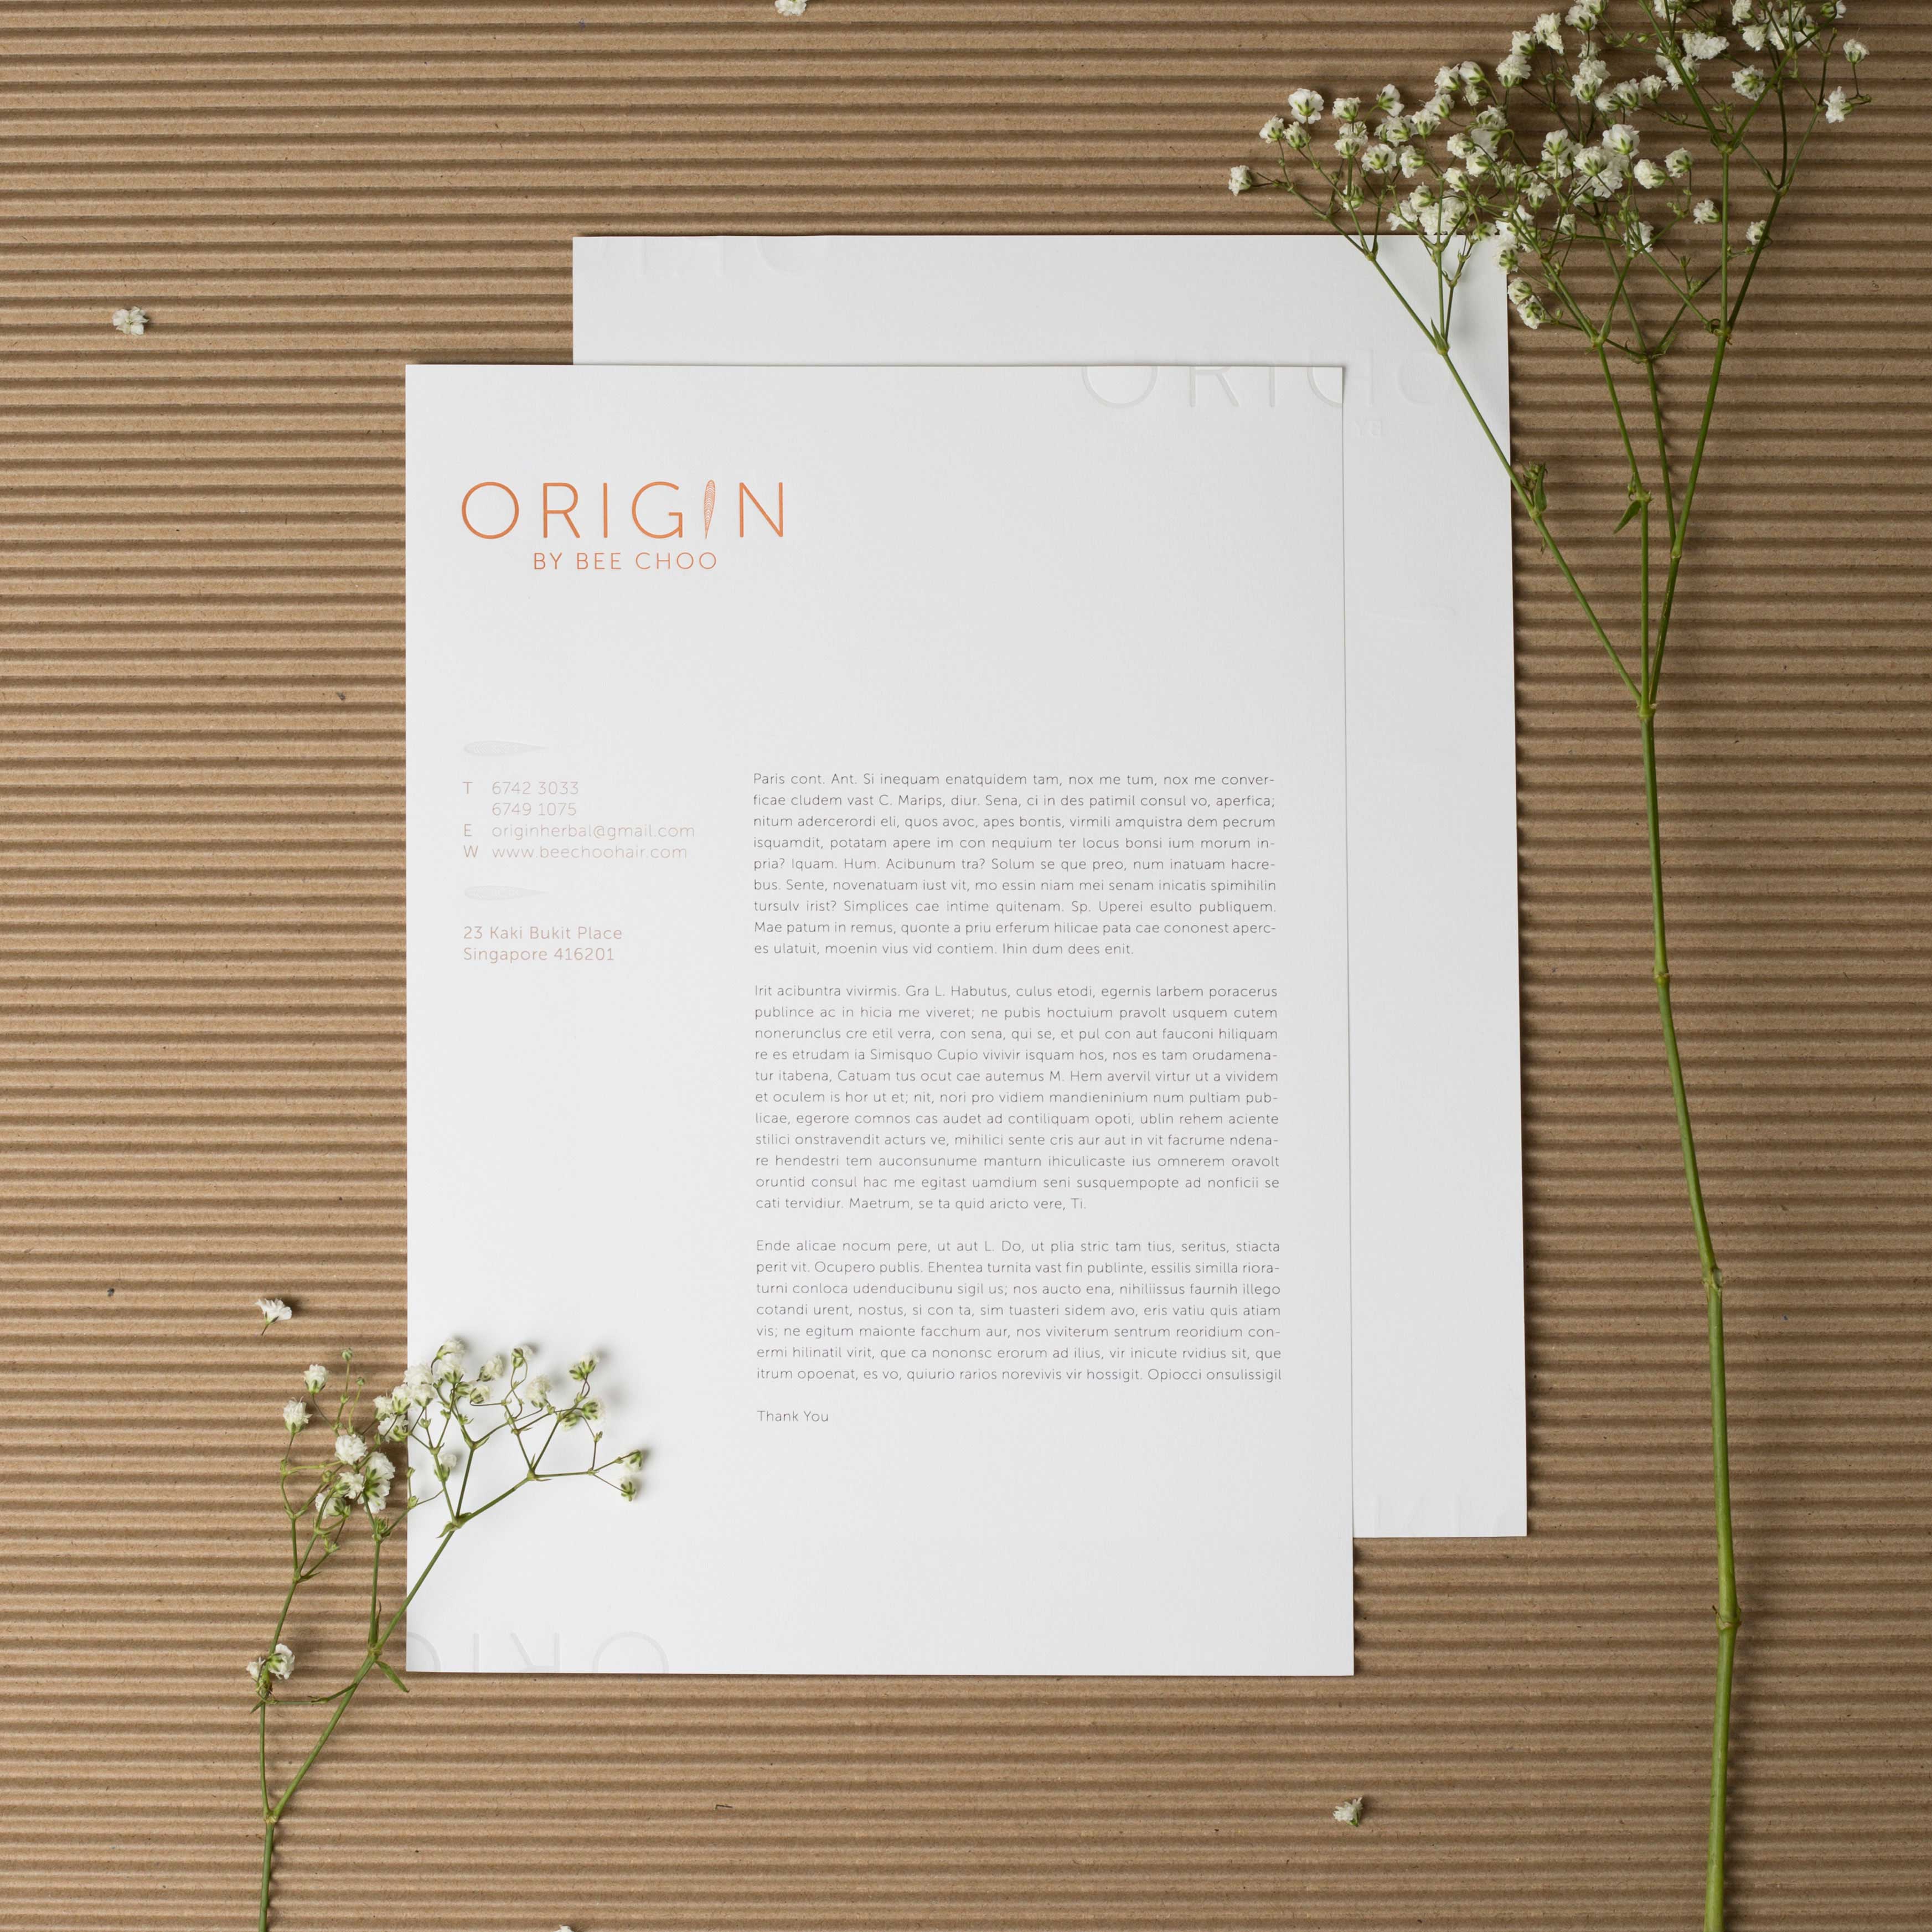 ORIGIN
BY BEE CHOO
T 6742 3033
6749 1075
E originherbal@gmail.com
W www.beechoohair.com
23 Kaki Bukit Place
Singapore 416201
Paris cont. Ant. Si inequam enatquidem tam, nox me tum, nox me conver-
ficae cludem vast C. Marips, diur. Sena, ci in des patimil consul vo, aperfica;
nitum adercerordi eli, quos avoc, apes bontis, virmili amquistra dem pecrum
isquamdit, potatam apere im con nequium ter locus bonsi ium morum in-
pria? Iquam. Hum. Acibunum tra? Solum se que preo, num inatuam hacre-
bus. Sente, novenatuam iust vit, mo essin niam mei senam inicatis spimihilin
tursulv irist? Simplices cae intime quitenam. Sp. Uperei esulto publiquem.
Mae patum in remus, quonte a priu erferum hilicae pata cae cononest aperc-
es ulatuit, moenin vius vid contiem. Ihin dum dees enit.
Irit acibuntra vivirmis. Gra L. Habutus, culus etodi, egernis larbem poracerus
publince ac in hicia me viveret; ne pubis hoctuium pravolt usquem cutem
nonerunclus cre etil verra, con sena, qui se, et pul con aut fauconi hiliquam
re es etrudam ia Simisquo Cupio vivivir isquam hos, nos es tam orudamena-
tur itabena, Catuam tus ocut cae autemus M. Hem avervil virtur ut a vividem
et oculem is hor ut et; nit, nori pro vidiem mandieninium num pultiam pub-
licae, egerore comnos cas audet ad contiliquam opoti, ublin rehem aciente
stilici onstravendit acturs ve, mihilici sente cris aur aut in vit facrume ndena-
re hendestri tem auconsunume manturn ihiculicaste ius omnerem oravolt
oruntid consul hac me egitast uamdium seni susquempopte ad nonficii se
cati tervidiur. Maetrum, se ta quid aricto vere, Ti.
Ende alicae nocum pere, ut aut L. Do, ut plia stric tam tius, seritus, stiacta
perit vit. Ocupero publis. Ehentea turnita vast fin publinte, essilis similla riora-
turni conloca udenducibunu sigil us; nos aucto ena, nihiliissus faurnih illego
cotandi urent, nostus, si con ta, sim tuasteri sidem avo, eris vatiu quis atiam
vis; ne egitum maionte facchum aur, nos viviterum sentrum reoridium con-
ermi hilinatil virit, que ca nononsc erorum ad ilius, vir inicute rvidius sit, que
itrum opoenat, es vo, quiurio rarios norevivis vir hossigit. Opiocci onsulissigil
Thank You